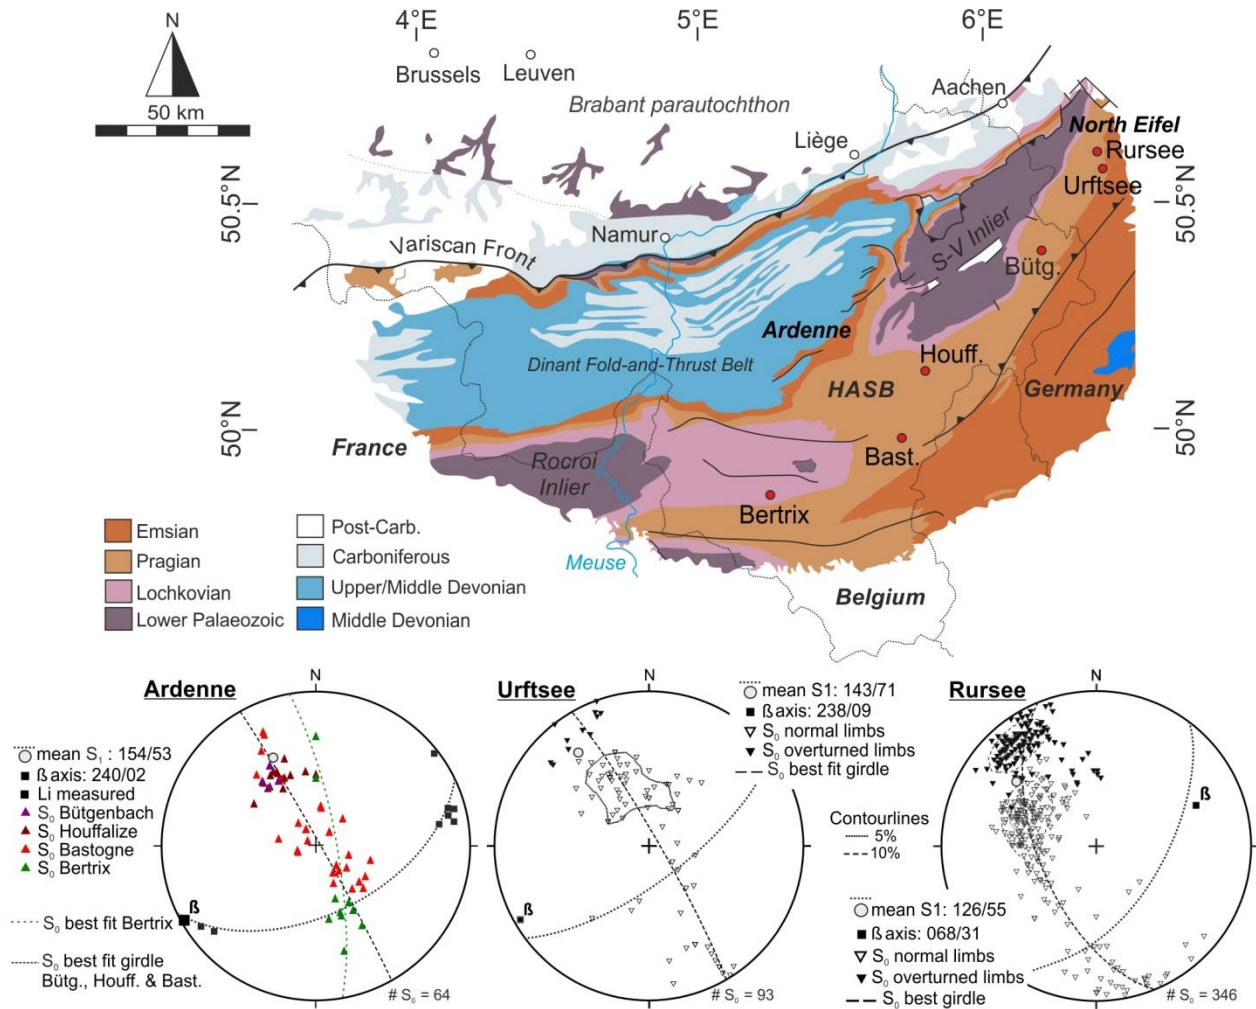 4°E
5°E
6°E
N
50 km
Brussels
Leuven
Brabant parautochthon
Aachen
Liège
North Eifel
Rursee
Urftsee
50.5°N
50.5°N
Namur
Variscan Front
S-V Inlier
Bütg.
Ardenne
Houff.
Dinant Fold-and-Thrust Belt
HASB
Germany
50°N
50°N
France
Bast.
Rocroi
Inlier
Bertrix
Meuse
Belgium
Emsian
Pragian
Lochkovian
Lower Palaeozoic
Post-Carb.
Carboniferous
Upper/Middle Devonian
Middle Devonian
Ardenne
N
mean S1 : 154/53
ß axis: 240/02
Li measured
S0 Bütgenbach
S0 Houffalize
S0 Bastogne
S0 Bertrix
ß
S0 best fit Bertrix
S0 best fit girdle
Bütg., Houff. & Bast.
# S0 = 64
Urftsee
N
mean S1: 143/71
ß axis: 238/09
S0 normal limbs
S0 overturned limbs
S0 best fit girdle
ß
# S0 = 93
Rursee
N
Contourlines
5%
10%
ß
mean S1: 126/55
ß axis: 068/31
S0 normal limbs
S0 overturned limbs
S0 best girdle
# S0 = 346